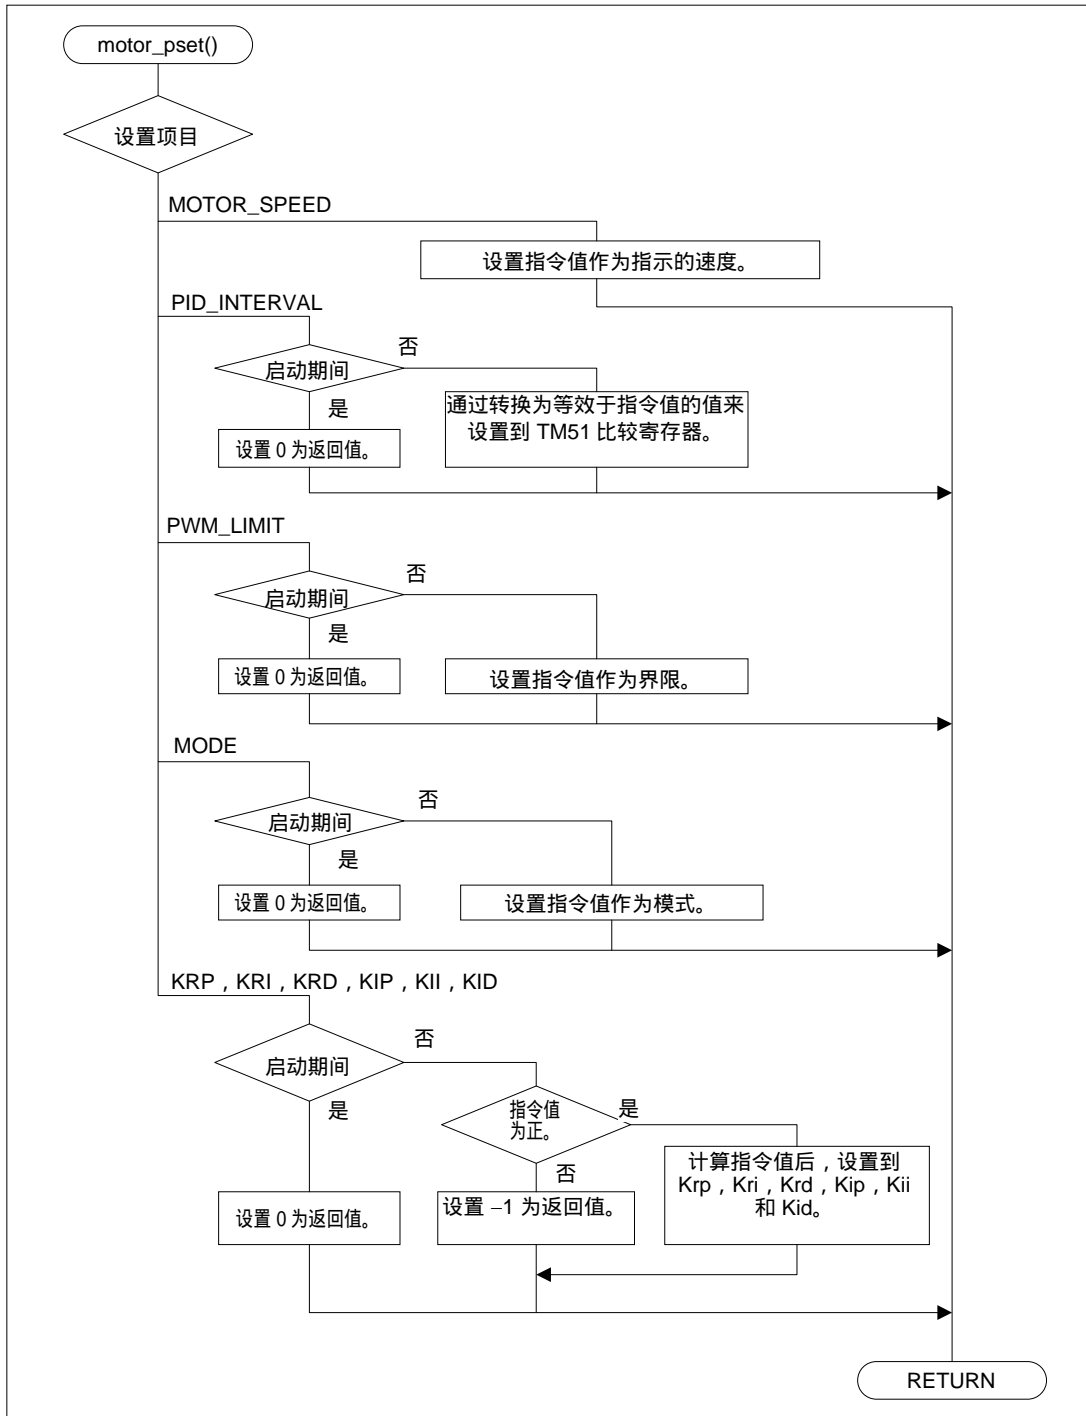 motor_pset()
设置项目
MOTOR_SPEED
设置指令值作为指示的速度。
PID_INTERVAL
否
启动期间
是
通过转换为等效于指令值的值来
设置到 TM51 比较寄存器。
设置 0 为返回值。
PWM_LIMIT
否
启动期间
是
设置 0 为返回值。
设置指令值作为界限。
MODE
否
启动期间
是
设置 0 为返回值。
设置指令值作为模式。
KRP , KRI , KRD , KIP , KII , KID
否
启动期间
是
指令值
为正。
是
否
计算指令值后 , 设置到
Krp , Kri , Krd , Kip , Kii
和 Kid。
设置 −1 为返回值。
设置 0 为返回值。
RETURN